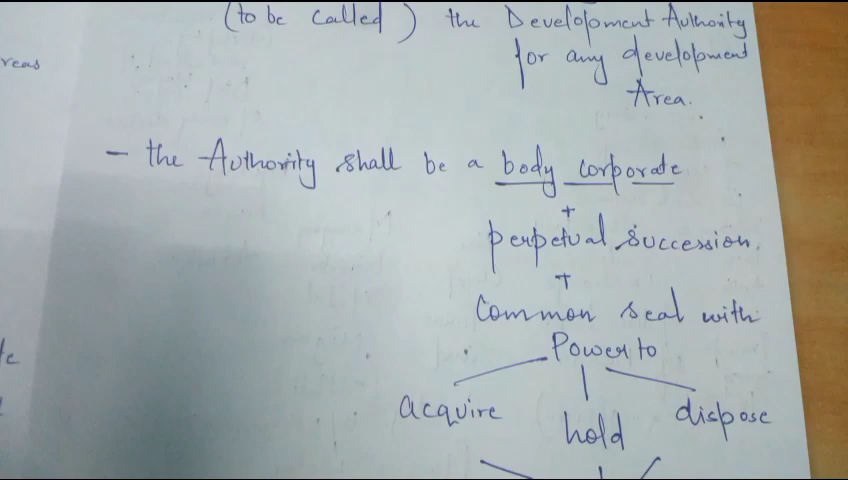 (to be called) the Development Authority
for any development
Area.
reas
- the Authority shall be a body corporate
+
perpetual succession.
+
Common seal with
Power to
acquire hold dispose